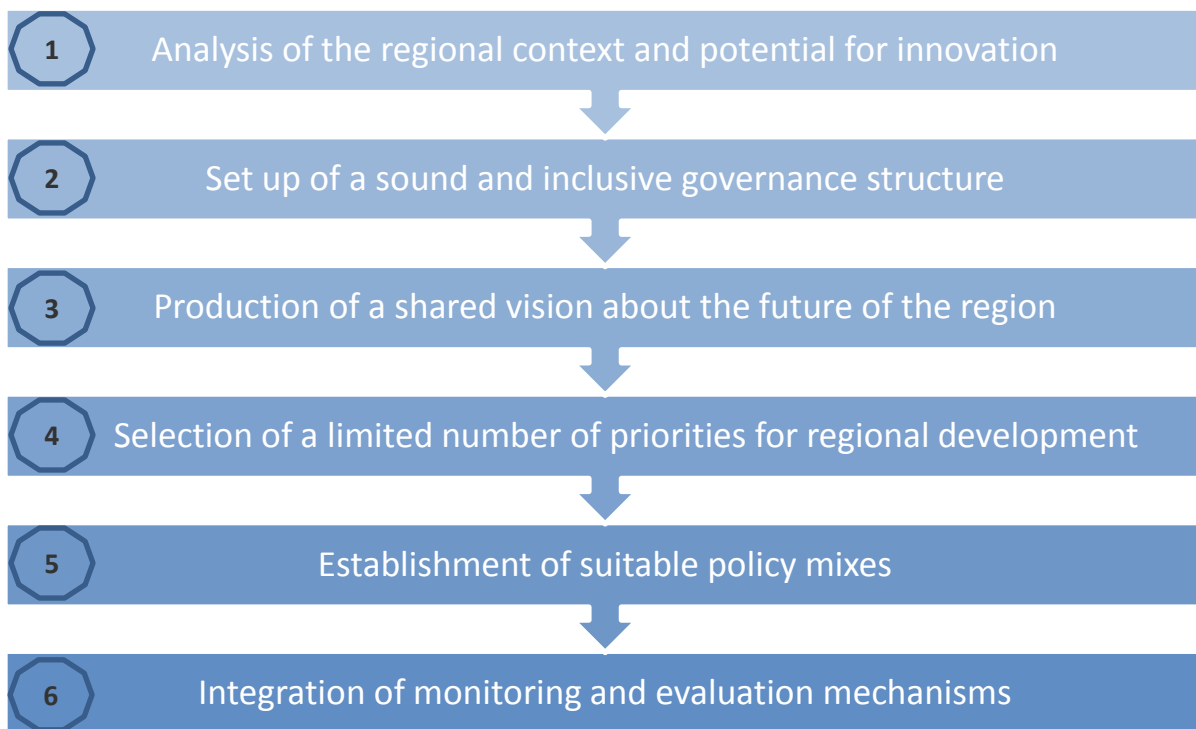 1 Analysis of the regional context and potential for innovation
2 Set up of a sound and inclusive governance structure
3 Production of a shared vision about the future of the region
4 Selection of a limited number of priorities for regional development
5 Establishment of suitable policy mixes
6 Integration of monitoring and evaluation mechanisms